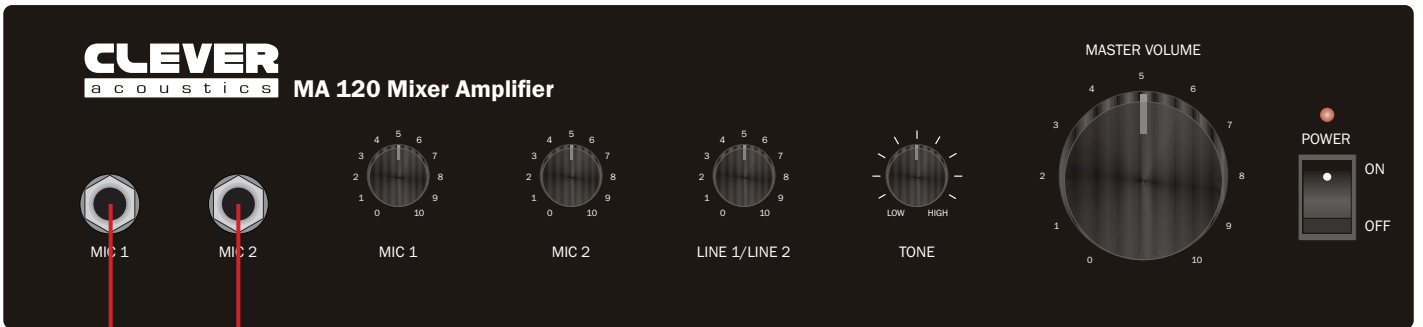 CLEVER
acoustics
MA 120 Mixer Amplifier
MIC 1
MIC 2
0 1 2 3 4 5 6 7 8 9 10
MIC 1
0 1 2 3 4 5 6 7 8 9 10
MIC 2
0 1 2 3 4 5 6 7 8 9 10
LINE 1/LINE 2
LOW HIGH
TONE
MASTER VOLUME
0 1 2 3 4 5 6 7 8 9 10
POWER
ON
OFF